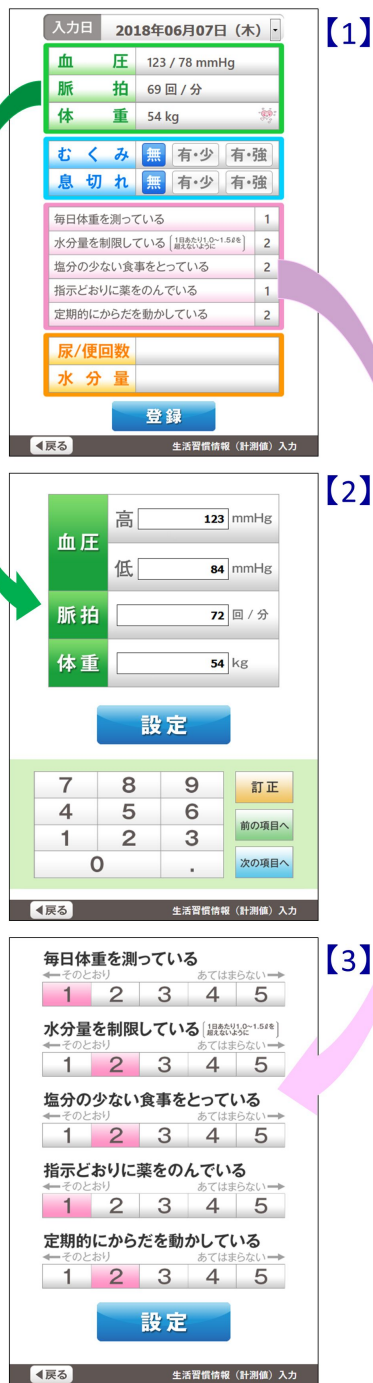 入力日 2018年06月07日（木）
【1】
血圧 123 / 78 mmHg
脈拍 69 回 / 分
体重 54 kg
むくみ 無 有・少 有・強
息切れ 無 有・少 有・強
毎日体重を測っている 1
水分量を制限している [1日あたり1.0~1.5ℓを超えないように] 2
塩分の少ない食事をとっている 2
指示どおりに薬をのんでいる 1
定期的にからだを動かしている 2
尿/便回数
水分量
登録
◀戻る 生活習慣情報（計測値）入力
【2】
血圧 高 123 mmHg
低 84 mmHg
脈拍 72 回 / 分
体重 54 kg
設定
7 8 9 訂正
4 5 6 前の項目へ
1 2 3
0 . 次の項目へ
◀戻る 生活習慣情報（計測値）入力
【3】
毎日体重を測っている
←そのとおり あてはまらない→
1 2 3 4 5
水分量を制限している [1日あたり1.0~1.5ℓを超えないように]
←そのとおり あてはまらない→
1 2 3 4 5
塩分の少ない食事をとっている
←そのとおり あてはまらない→
1 2 3 4 5
指示どおりに薬をのんでいる
←そのとおり あてはまらない→
1 2 3 4 5
定期的にからだを動かしている
←そのとおり あてはまらない→
1 2 3 4 5
設定
◀戻る 生活習慣情報（計測値）入力